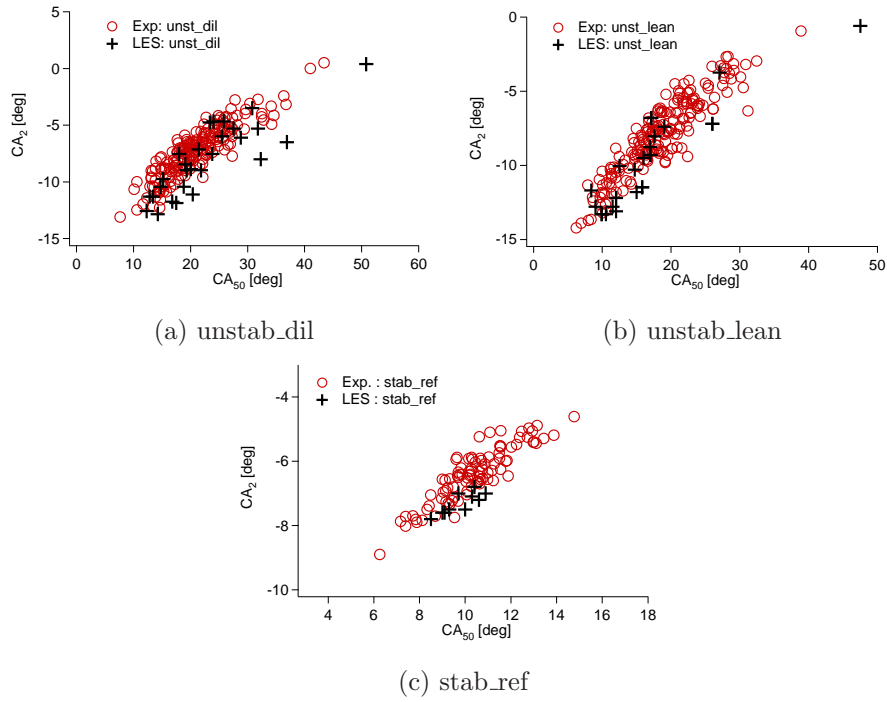 5
0
-5
-10
-15
CA2 [deg]
Exp: unst_dil
LES: unst_dil
0 10 20 30 40 50 60
CA50 [deg]
(a) unstab_dil
0
-5
-10
-15
CA2 [deg]
Exp: unst_lean
LES: unst_lean
0 10 20 30 40 50
CA50 [deg]
(b) unstab_lean
-4
-6
-8
-10
CA2 [deg]
Exp. : stab_ref
LES : stab_ref
4 6 8 10 12 14 16 18
CA50 [deg]
(c) stab_ref